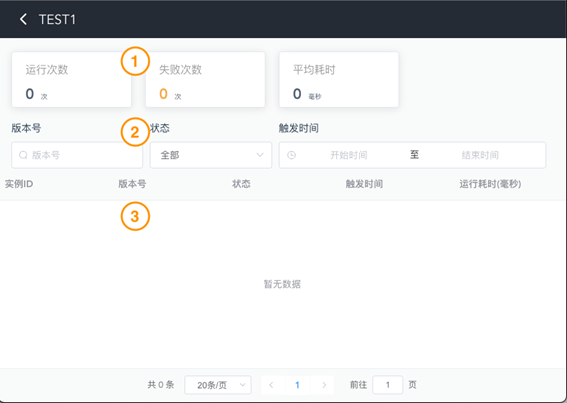 TEST1
运行次数 ① 失败次数 平均耗时
0 次 0 次 0 毫秒
版本号 ② 状态 触发时间
版本号 全部 开始时间 至 结束时间
实例ID 版本号 状态 触发时间 运行耗时(毫秒)
③
暂无数据
共 0 条 20条/页 1 前往 1 页